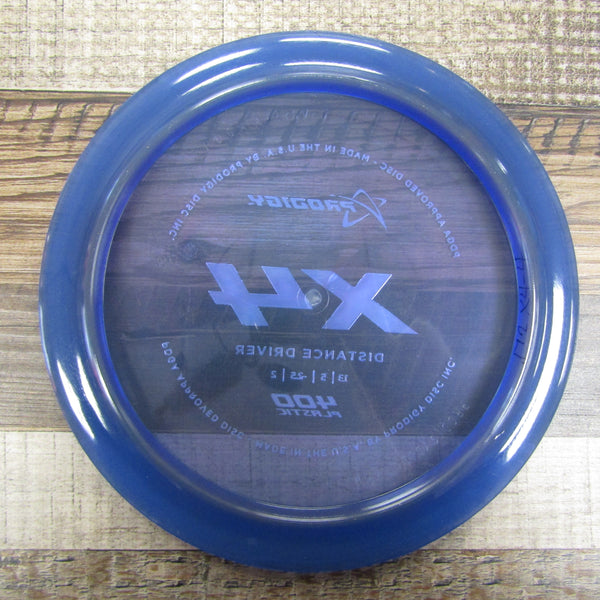 PDGA APPROVED DISC - MADE IN THE U.S.A. BY PRODIGY DISC INC.
PRODIGY
X4
DISTANCE DRIVER
13 | 5 | -2.5 | 2
400
PLASTIC
PDGA APPROVED DISC - MADE IN THE U.S.A. BY PRODIGY DISC INC.